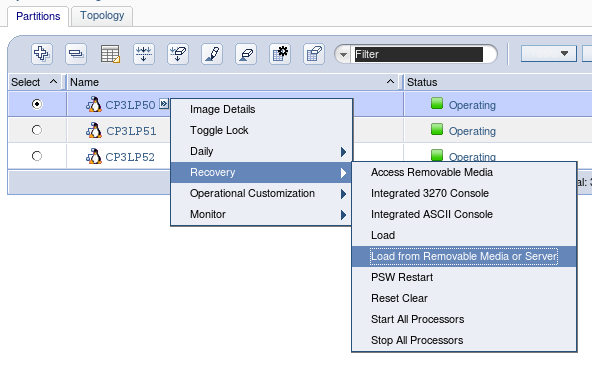 Partitions Topology
Filter
Select Name Status
CP3LP50 Operating
CP3LP51 Operating
CP3LP52 Operating
Image Details
Toggle Lock
Daily
Recovery
Operational Customization
Monitor
Access Removable Media
Integrated 3270 Console
Integrated ASCII Console
Load
Load from Removable Media or Server
PSW Restart
Reset Clear
Start All Processors
Stop All Processors